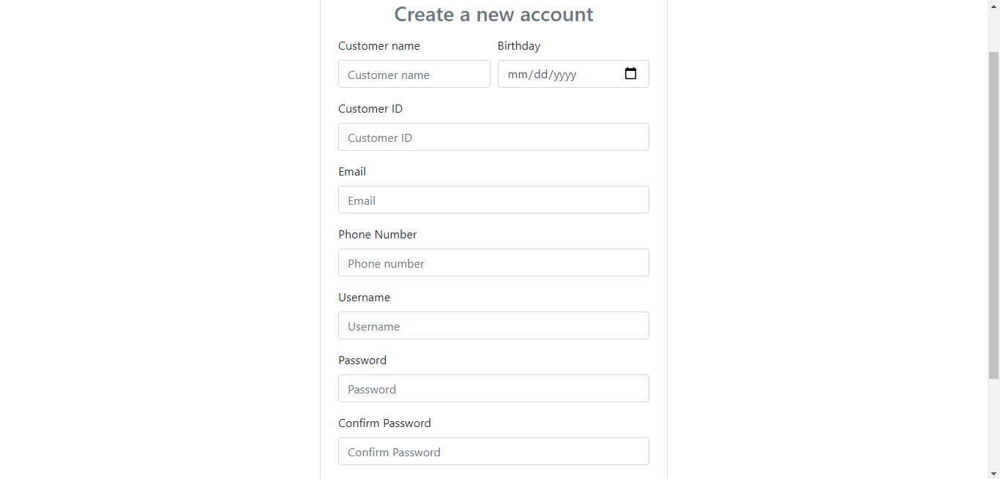 Create a new account
Customer name Birthday
Customer name mm/dd/yyyy
Customer ID
Customer ID
Email
Email
Phone Number
Phone number
Username
Username
Password
Password
Confirm Password
Confirm Password